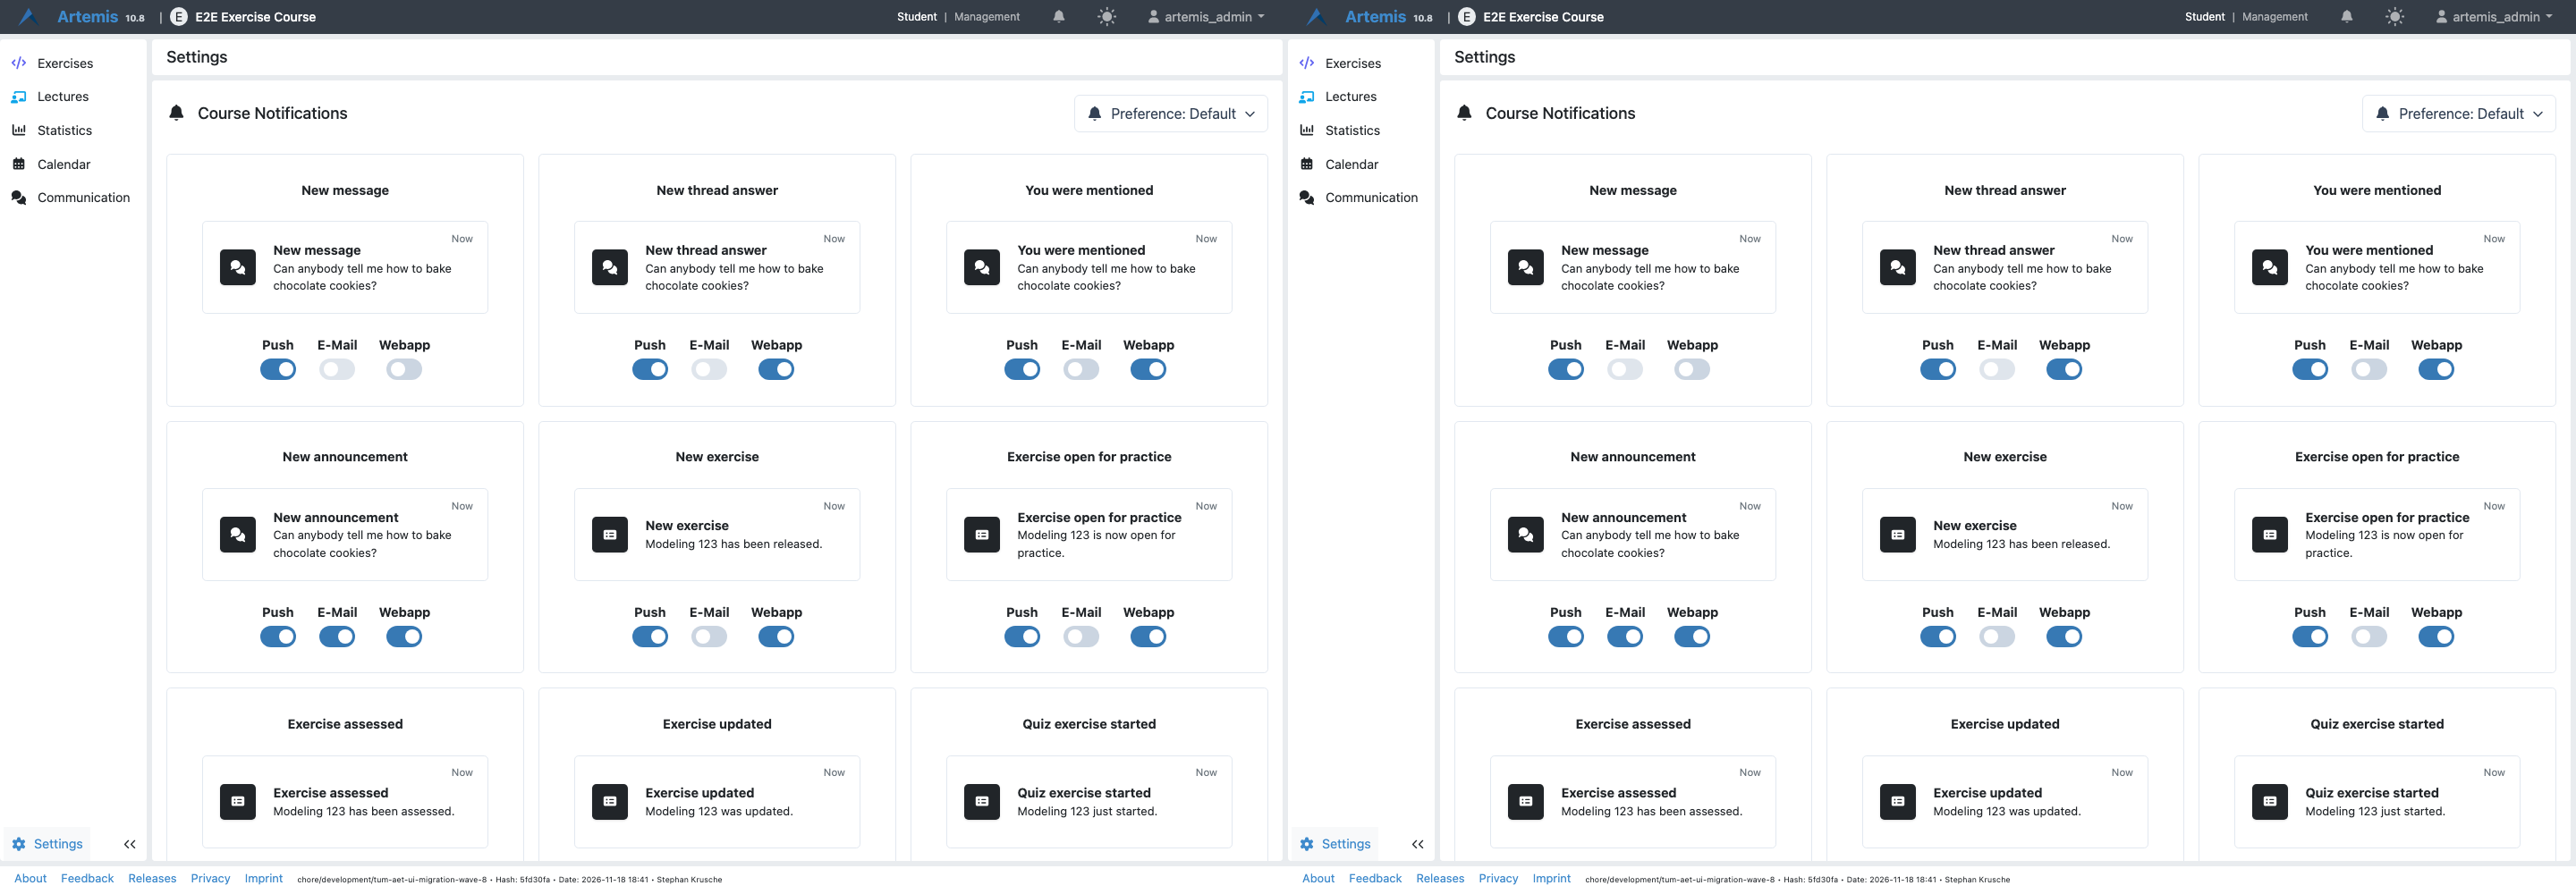 Artemis 10.8 | E E2E Exercise Course Student | Management artemis_admin
Settings
Exercises
Lectures
Statistics
Calendar
Communication
Course Notifications Preference: Default
New message New thread answer You were mentioned
Now Now Now
New message New thread answer You were mentioned
Can anybody tell me how to bake Can anybody tell me how to bake Can anybody tell me how to bake
chocolate cookies? chocolate cookies? chocolate cookies?
Push E-Mail Webapp Push E-Mail Webapp Push E-Mail Webapp
New announcement New exercise Exercise open for practice
Now Now Now
New announcement New exercise Exercise open for practice
Can anybody tell me how to bake Modeling 123 has been released. Modeling 123 is now open for
chocolate cookies? practice.
Push E-Mail Webapp Push E-Mail Webapp Push E-Mail Webapp
Exercise assessed Exercise updated Quiz exercise started
Now Now Now
Exercise assessed Exercise updated Quiz exercise started
Modeling 123 has been assessed. Modeling 123 was updated. Modeling 123 just started.
Settings
About Feedback Releases Privacy Imprint chore/development/tum-aet-ui-migration-wave-8 • Hash: 5fd30fa • Date: 2026-11-18 18:41 • Stephan Krusche
Artemis 10.8 | E E2E Exercise Course Student | Management artemis_admin
Settings
Exercises
Lectures
Statistics
Calendar
Communication
Course Notifications Preference: Default
New message New thread answer You were mentioned
Now Now Now
New message New thread answer You were mentioned
Can anybody tell me how to bake Can anybody tell me how to bake Can anybody tell me how to bake
chocolate cookies? chocolate cookies? chocolate cookies?
Push E-Mail Webapp Push E-Mail Webapp Push E-Mail Webapp
New announcement New exercise Exercise open for practice
Now Now Now
New announcement New exercise Exercise open for practice
Can anybody tell me how to bake Modeling 123 has been released. Modeling 123 is now open for
chocolate cookies? practice.
Push E-Mail Webapp Push E-Mail Webapp Push E-Mail Webapp
Exercise assessed Exercise updated Quiz exercise started
Now Now Now
Exercise assessed Exercise updated Quiz exercise started
Modeling 123 has been assessed. Modeling 123 was updated. Modeling 123 just started.
Settings
About Feedback Releases Privacy Imprint chore/development/tum-aet-ui-migration-wave-8 • Hash: 5fd30fa • Date: 2026-11-18 18:41 • Stephan Krusche